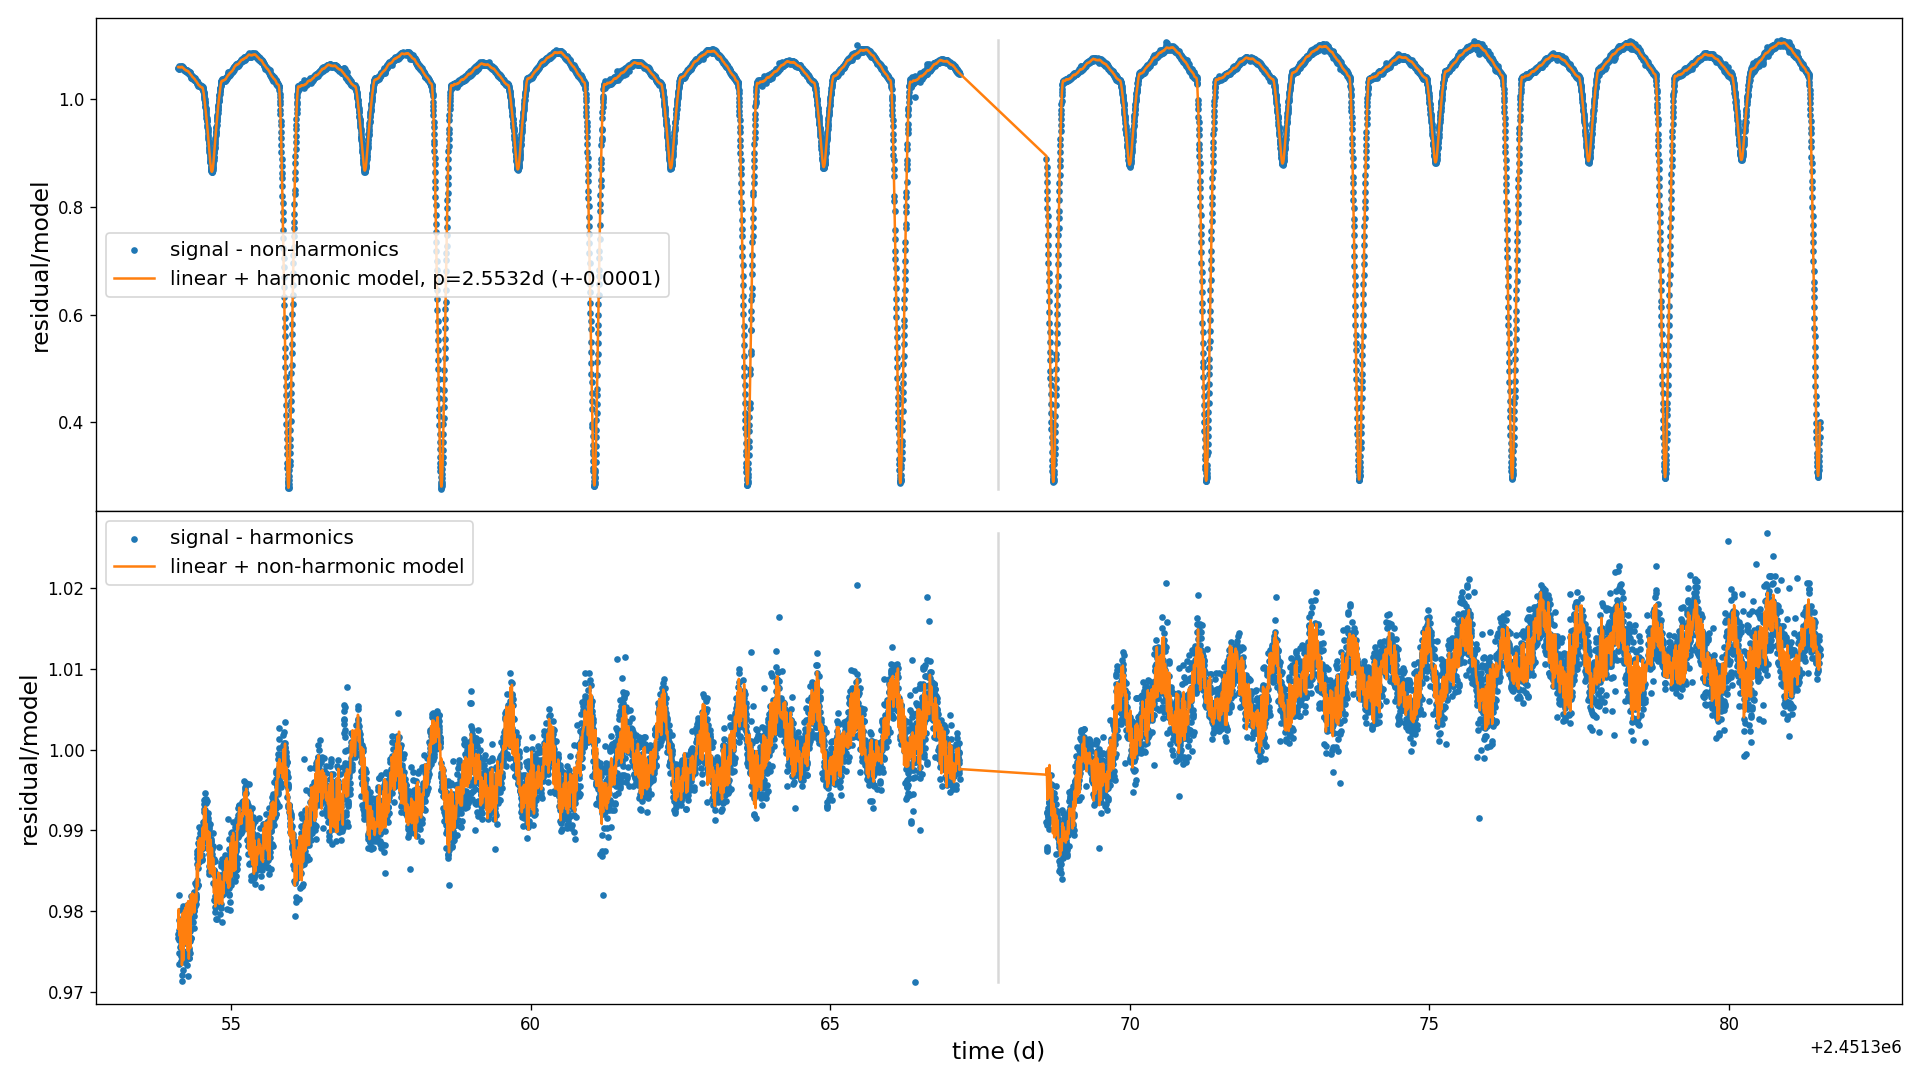 residual/model
1.0
0.8
0.6
0.4
signal - non-harmonics
linear + harmonic model, p=2.5532d (+-0.0001)
residual/model
1.02
1.01
1.00
0.99
0.98
0.97
signal - harmonics
linear + non-harmonic model
55 60 65 70 75 80
time (d)
+2.4513e6